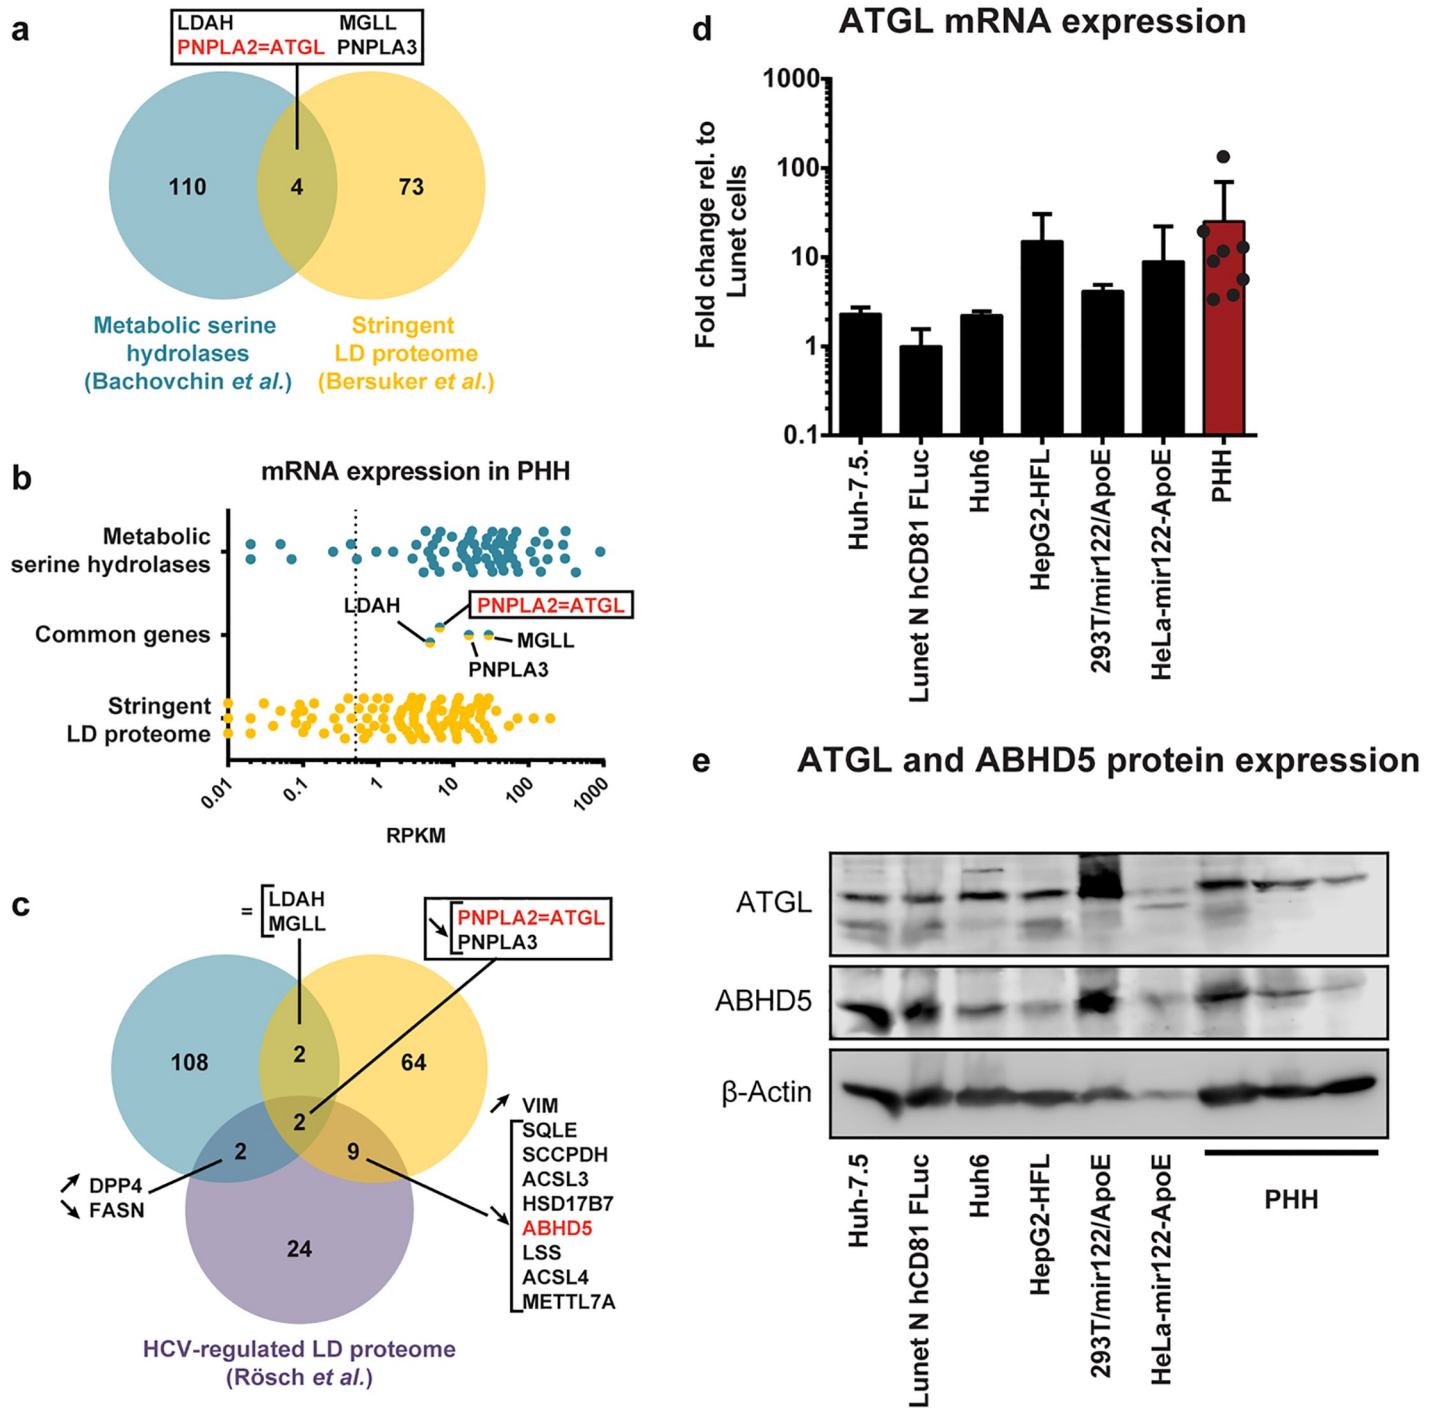 a
LDAH MGLL
PNPLA2=ATGL PNPLA3
110 4 73
Metabolic serine
hydrolases
(Bachovchin et al.)
Stringent
LD proteome
(Bersuker et al.)
b
mRNA expression in PHH
Metabolic
serine hydrolases
LDAH
PNPLA2=ATGL
Common genes
MGLL
PNPLA3
Stringent
LD proteome
0.01 0.1 1 10 100 1000
RPKM
c
= LDAH
MGLL
PNPLA2=ATGL
PNPLA3
108 2 64
2
2 9
24
DPP4
FASN
VIM
SQLE
SCCPDH
ACSL3
HSD17B7
ABHD5
LSS
ACSL4
METTL7A
HCV-regulated LD proteome
(Rösch et al.)
d
ATGL mRNA expression
Fold change rel. to
Lunet cells
1000
100
10
1
0.1
Huh-7.5.
Lunet N hCD81 FLuc
Huh6
HepG2-HFL
293T/mir122/ApoE
HeLa-mir122-ApoE
PHH
e
ATGL and ABHD5 protein expression
ATGL
ABHD5
β-Actin
Huh-7.5
Lunet N hCD81 FLuc
Huh6
HepG2-HFL
293T/mir122/ApoE
HeLa-mir122-ApoE
PHH